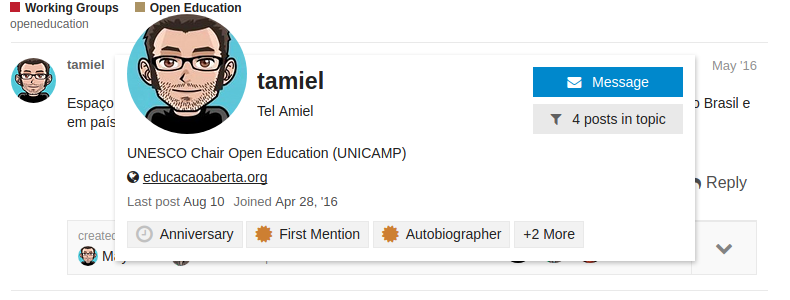 Working Groups Open Education
openeducation
tamiel
May '16
Espaço
o Brasil e
em país
tamiel
Tel Amiel
Message
4 posts in topic
UNESCO Chair Open Education (UNICAMP)
educacaoaberta.org
Last post Aug 10 Joined Apr 28, '16
Anniversary First Mention Autobiographer +2 More
Reply
created